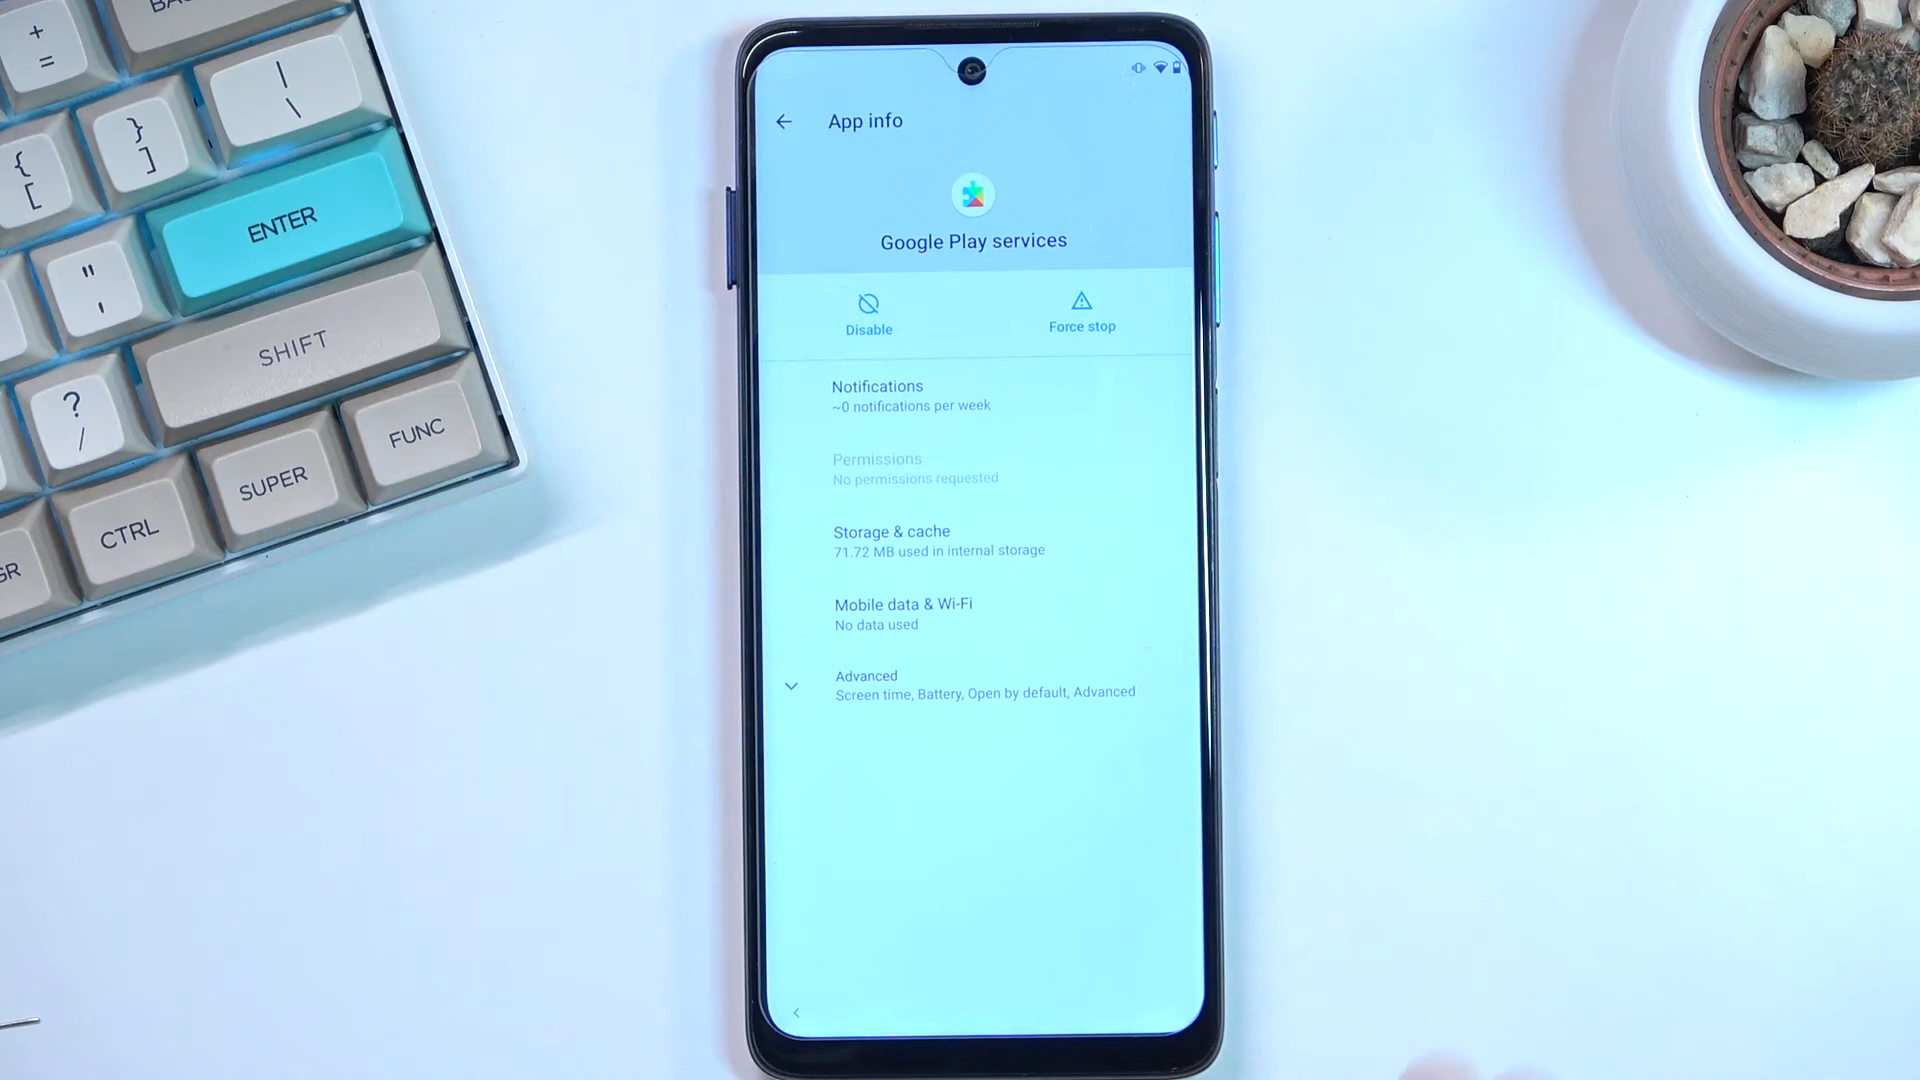 +
=
BA
|
\
}
]
{
[
ENTER
"
'
SHIFT
?
/
FUNC
SUPER
CTRL
GR
App info
Google Play services
Disable
Force stop
Notifications
~0 notifications per week
Permissions
No permissions requested
Storage & cache
71.72 MB used in internal storage
Mobile data & Wi-Fi
No data used
Advanced
Screen time, Battery, Open by default, Advanced